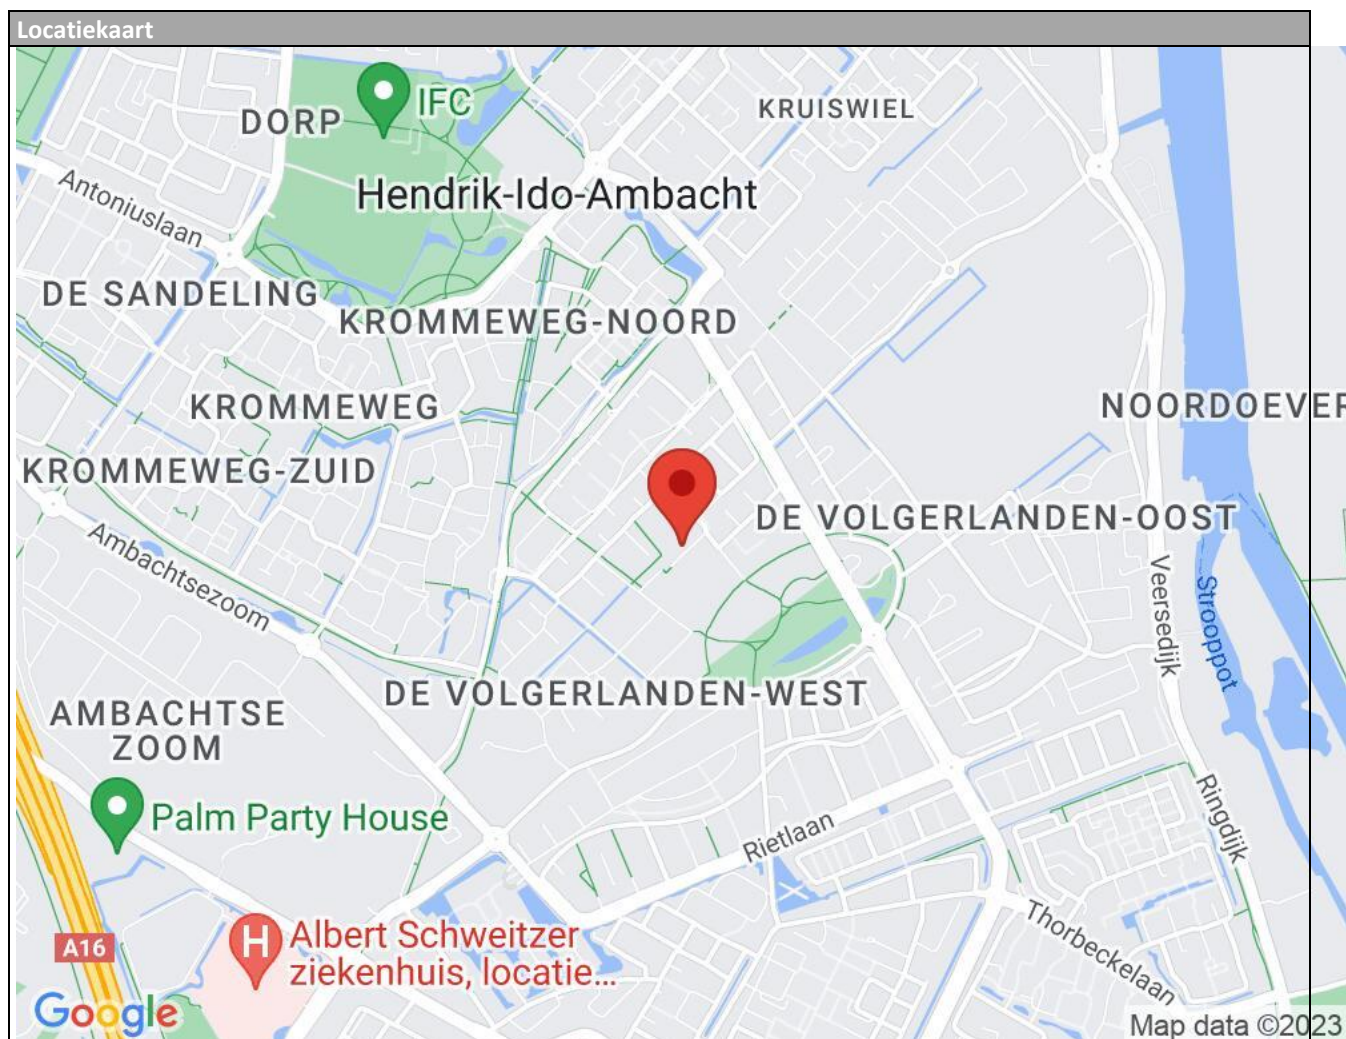 Locatiekaart
IFC
KRUISWIEL
DORP
Hendrik-Ido-Ambacht
Antoniuslaan
DE SANDELING
KROMMEWEG-NOORD
KROMMEWEG
NOORDOEVER
KROMMEWEG-ZUID
DE VOLGERLANDEN-OOST
Ambachtsezoom
Veersedijk
Strooppot
DE VOLGERLANDEN-WEST
AMBACHTSE
ZOOM
Palm Party House
Rietlaan
Ringdijk
Thorbeckelaan
A16
H
Albert Schweitzer
ziekenhuis, locatie...
Google
Map data ©2023